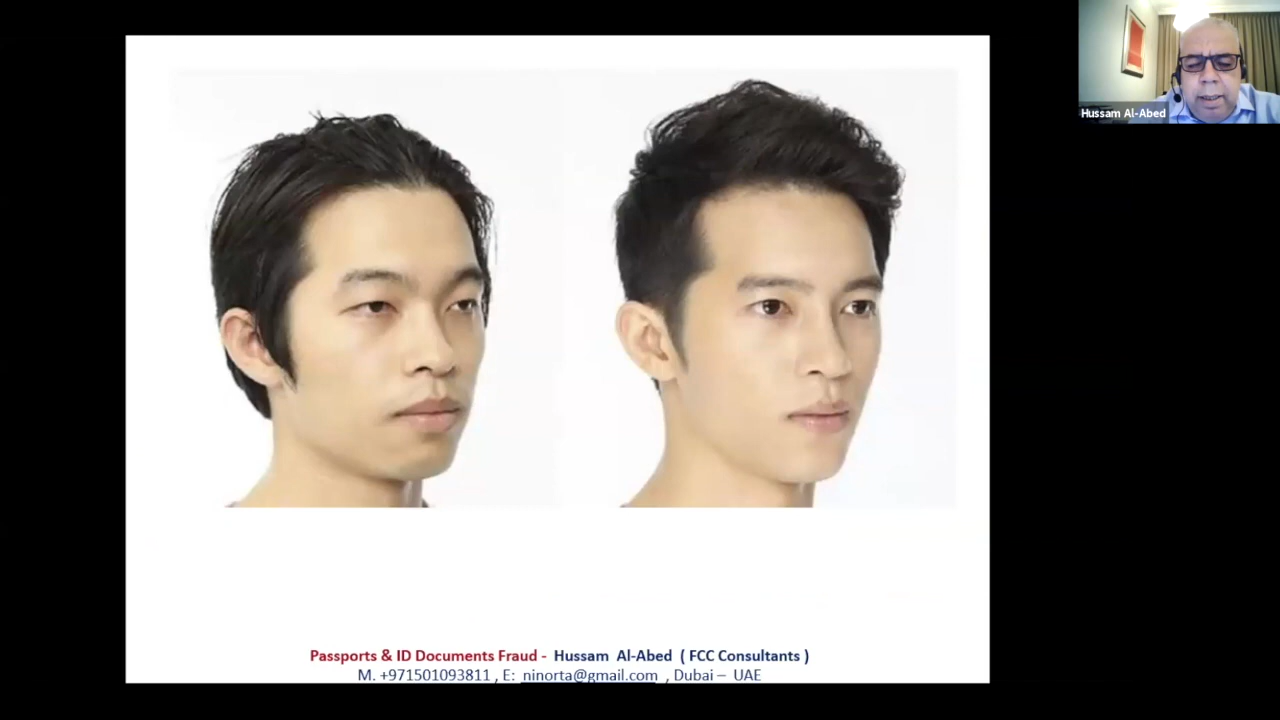 Hussam Al-Abed
Passports & ID Documents Fraud - Hussam Al-Abed ( FCC Consultants )
M. +971501093811 , E: ninorta@gmail.com , Dubai – UAE